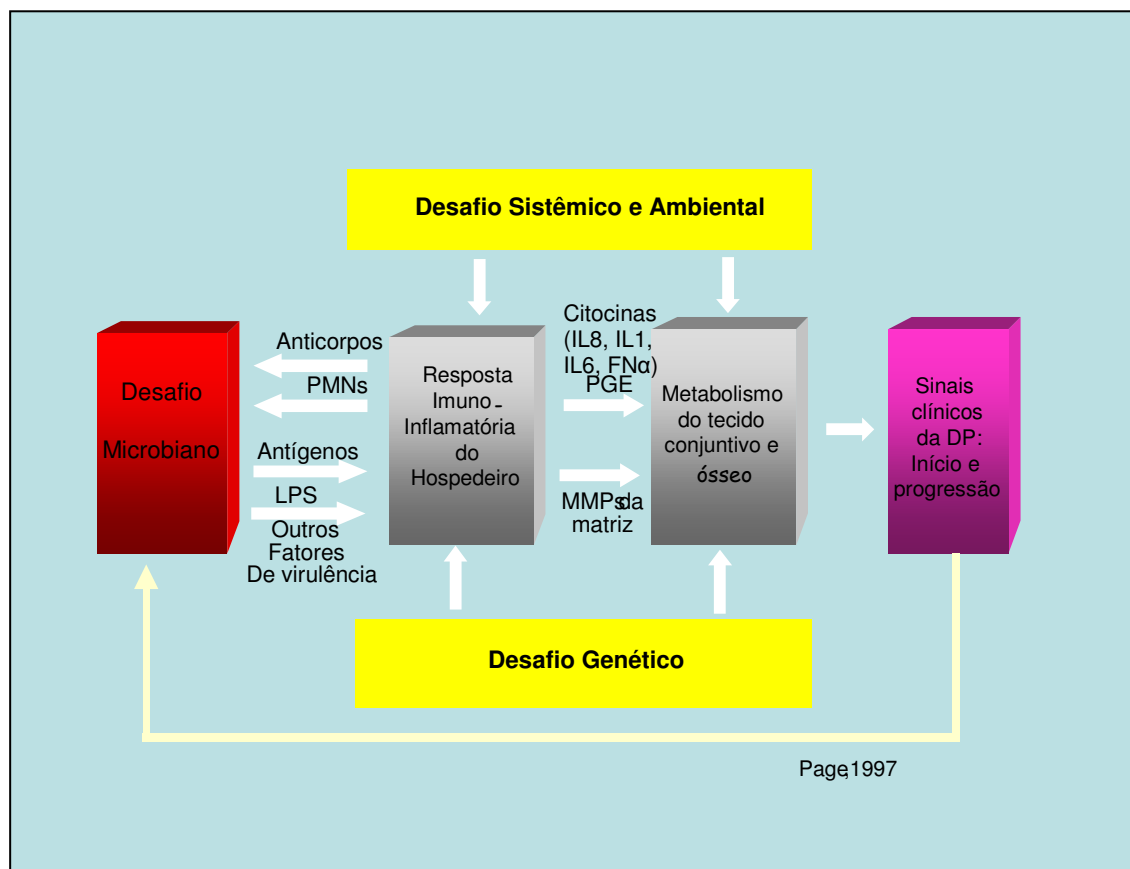 Desafio Sistêmico e Ambiental
Desafio
Microbiano
Anticorpos
PMNs
Antígenos
LPS
Outros
Fatores
De virulência
Resposta
Imuno-
Inflamatória
do
Hospedeiro
Citocinas
(IL8, IL1,
IL6, FNα)
PGE
MMPs da
matriz
Metabolismo
do tecido
conjuntivo e
ósseo
Sinais
clínicos
da DP:
Início e
progressão
Desafio Genético
Page,1997